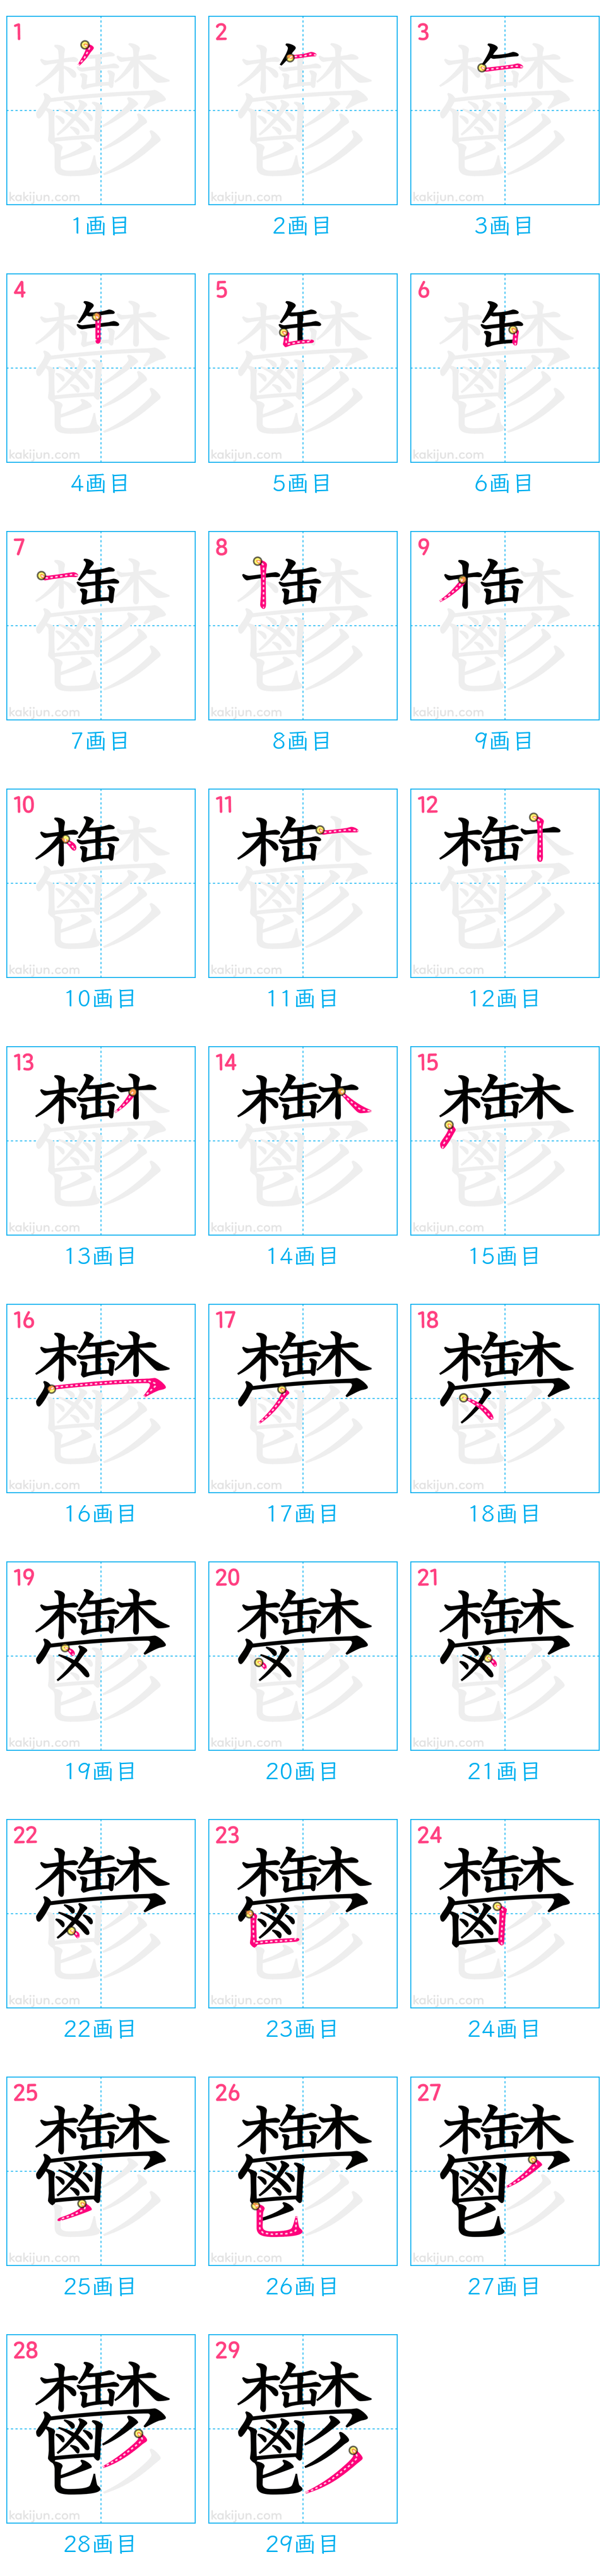 1 2 3
kakijun.com kakijun.com kakijun.com
1画目 2画目 3画目
4 5 6
kakijun.com kakijun.com kakijun.com
4画目 5画目 6画目
7 8 9
kakijun.com kakijun.com kakijun.com
7画目 8画目 9画目
10 11 12
kakijun.com kakijun.com kakijun.com
10画目 11画目 12画目
13 14 15
kakijun.com kakijun.com kakijun.com
13画目 14画目 15画目
16 17 18
kakijun.com kakijun.com kakijun.com
16画目 17画目 18画目
19 20 21
kakijun.com kakijun.com kakijun.com
19画目 20画目 21画目
22 23 24
kakijun.com kakijun.com kakijun.com
22画目 23画目 24画目
25 26 27
kakijun.com kakijun.com kakijun.com
25画目 26画目 27画目
28 29
鬱
kakijun.com kakijun.com
28画目 29画目